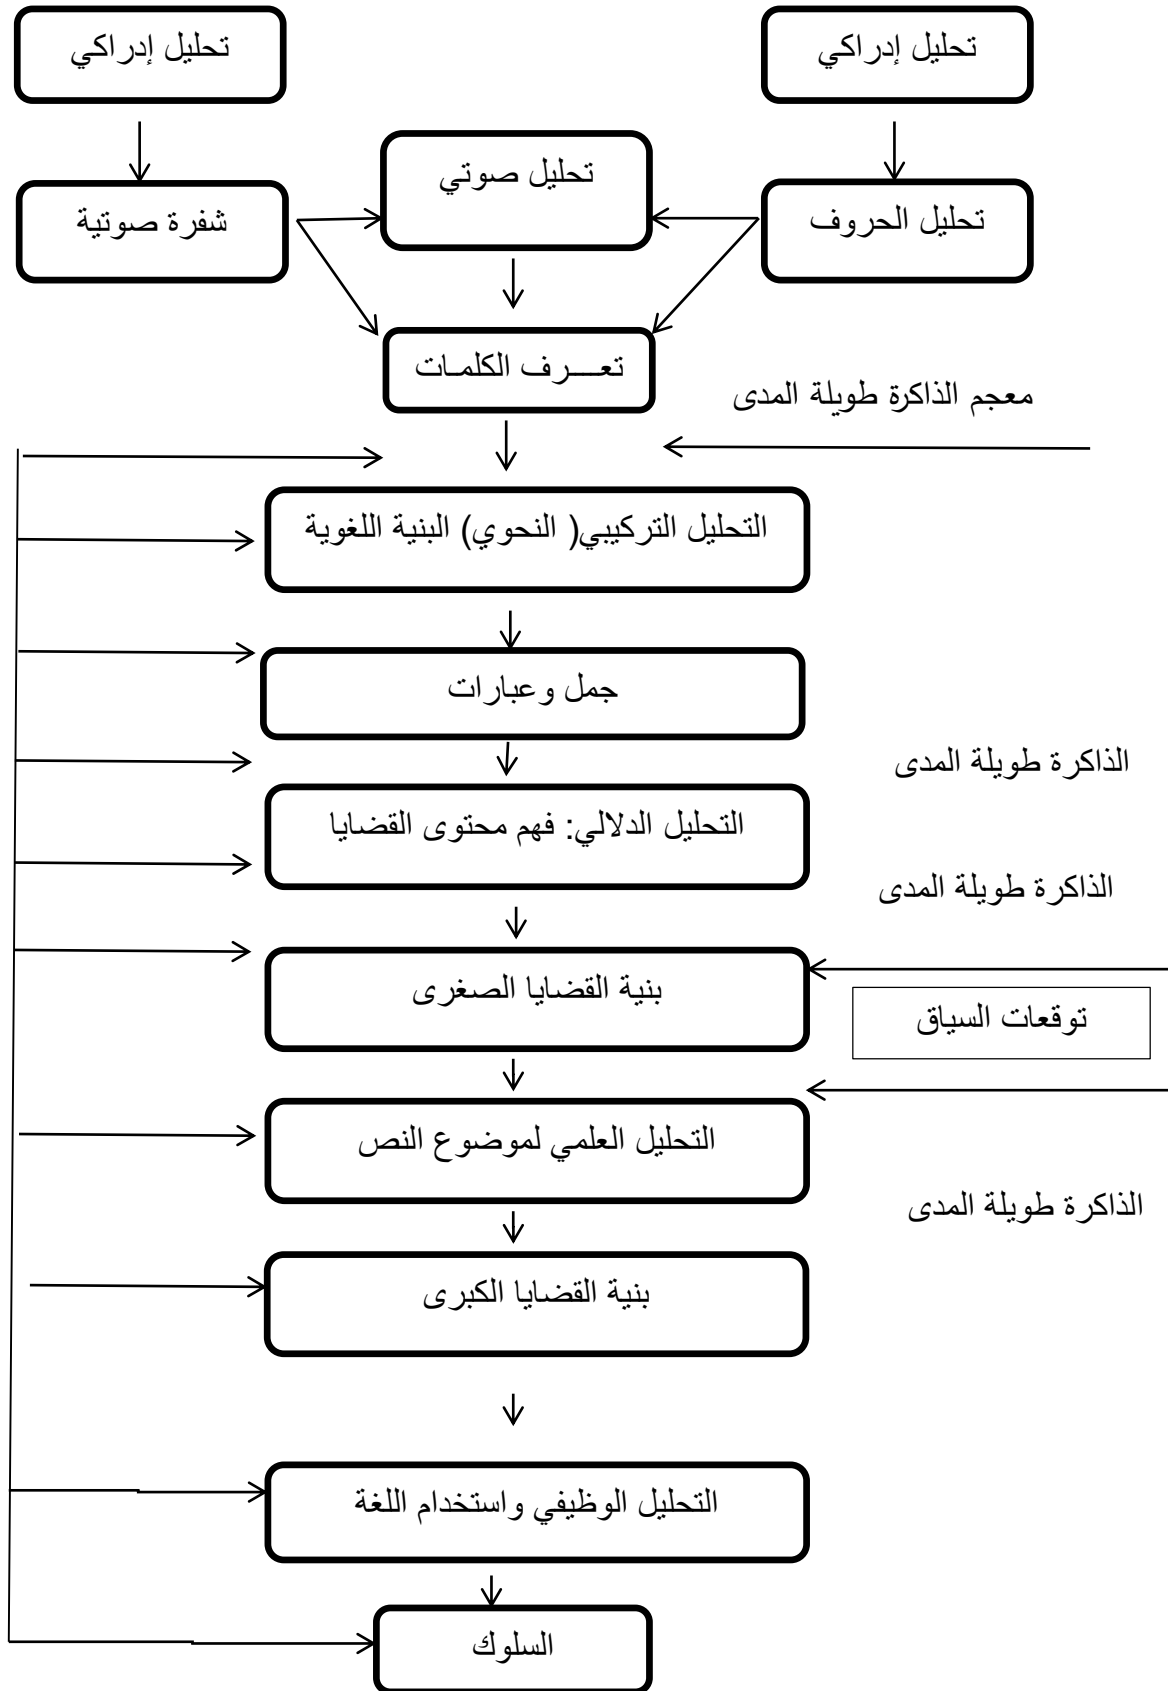 تحليل إدراكي
تحليل إدراكي
تحليل صوتي
تحليل الحروف
شفرة صوتية
تعـــرف الكلمـات
معجم الذاكرة طويلة المدى
التحليل التركيبي( النحوي) البنية اللغوية
جمل وعبارات
الذاكرة طويلة المدى
التحليل الدلالي: فهم محتوى القضايا
الذاكرة طويلة المدى
بنية القضايا الصغرى
توقعات السياق
التحليل العلمي لموضوع النص
الذاكرة طويلة المدى
بنية القضايا الكبرى
التحليل الوظيفي واستخدام اللغة
السلوك